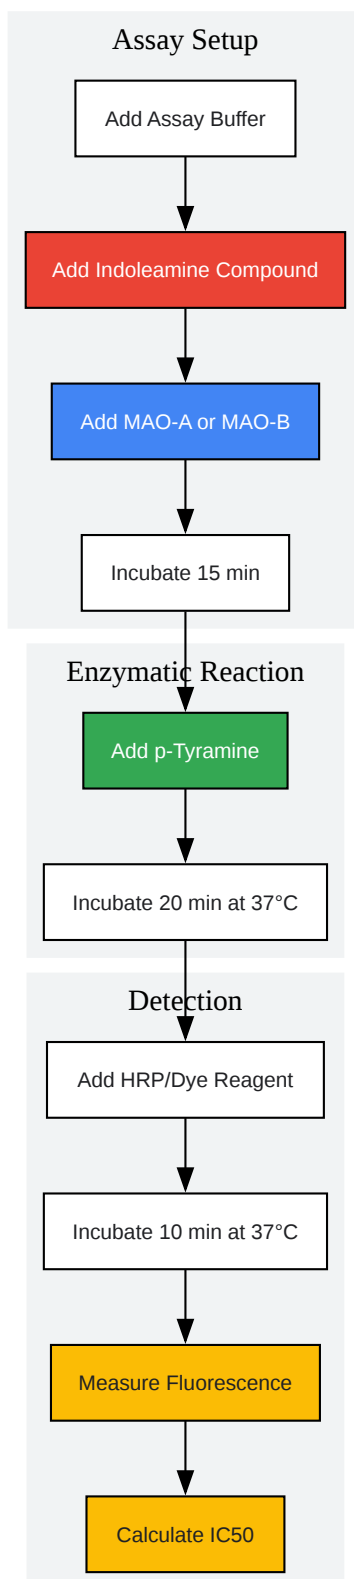 Assay Setup
Add Assay Buffer
Add Indoleamine Compound
Add MAO-A or MAO-B
Incubate 15 min
Enzymatic Reaction
Add p-Tyramine
Incubate 20 min at 37°C
Detection
Add HRP/Dye Reagent
Incubate 10 min at 37°C
Measure Fluorescence
Calculate IC50